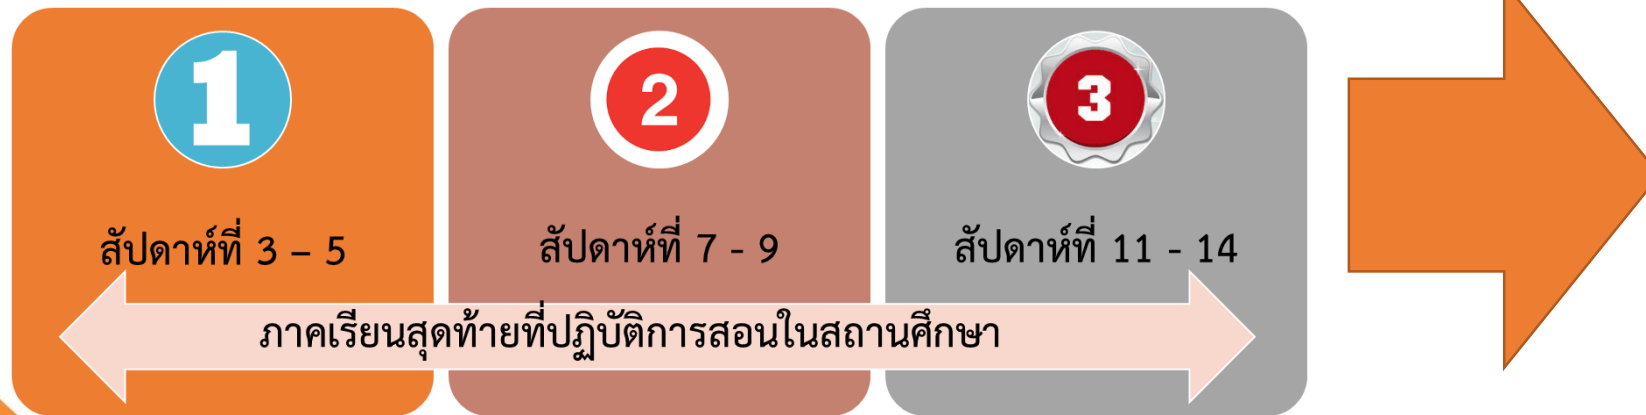 1
สัปดาห์ที่ 3 – 5
2
สัปดาห์ที่ 7 - 9
3
สัปดาห์ที่ 11 - 14
ภาคเรียนสุดท้ายที่ปฏิบัติการสอนในสถานศึกษา